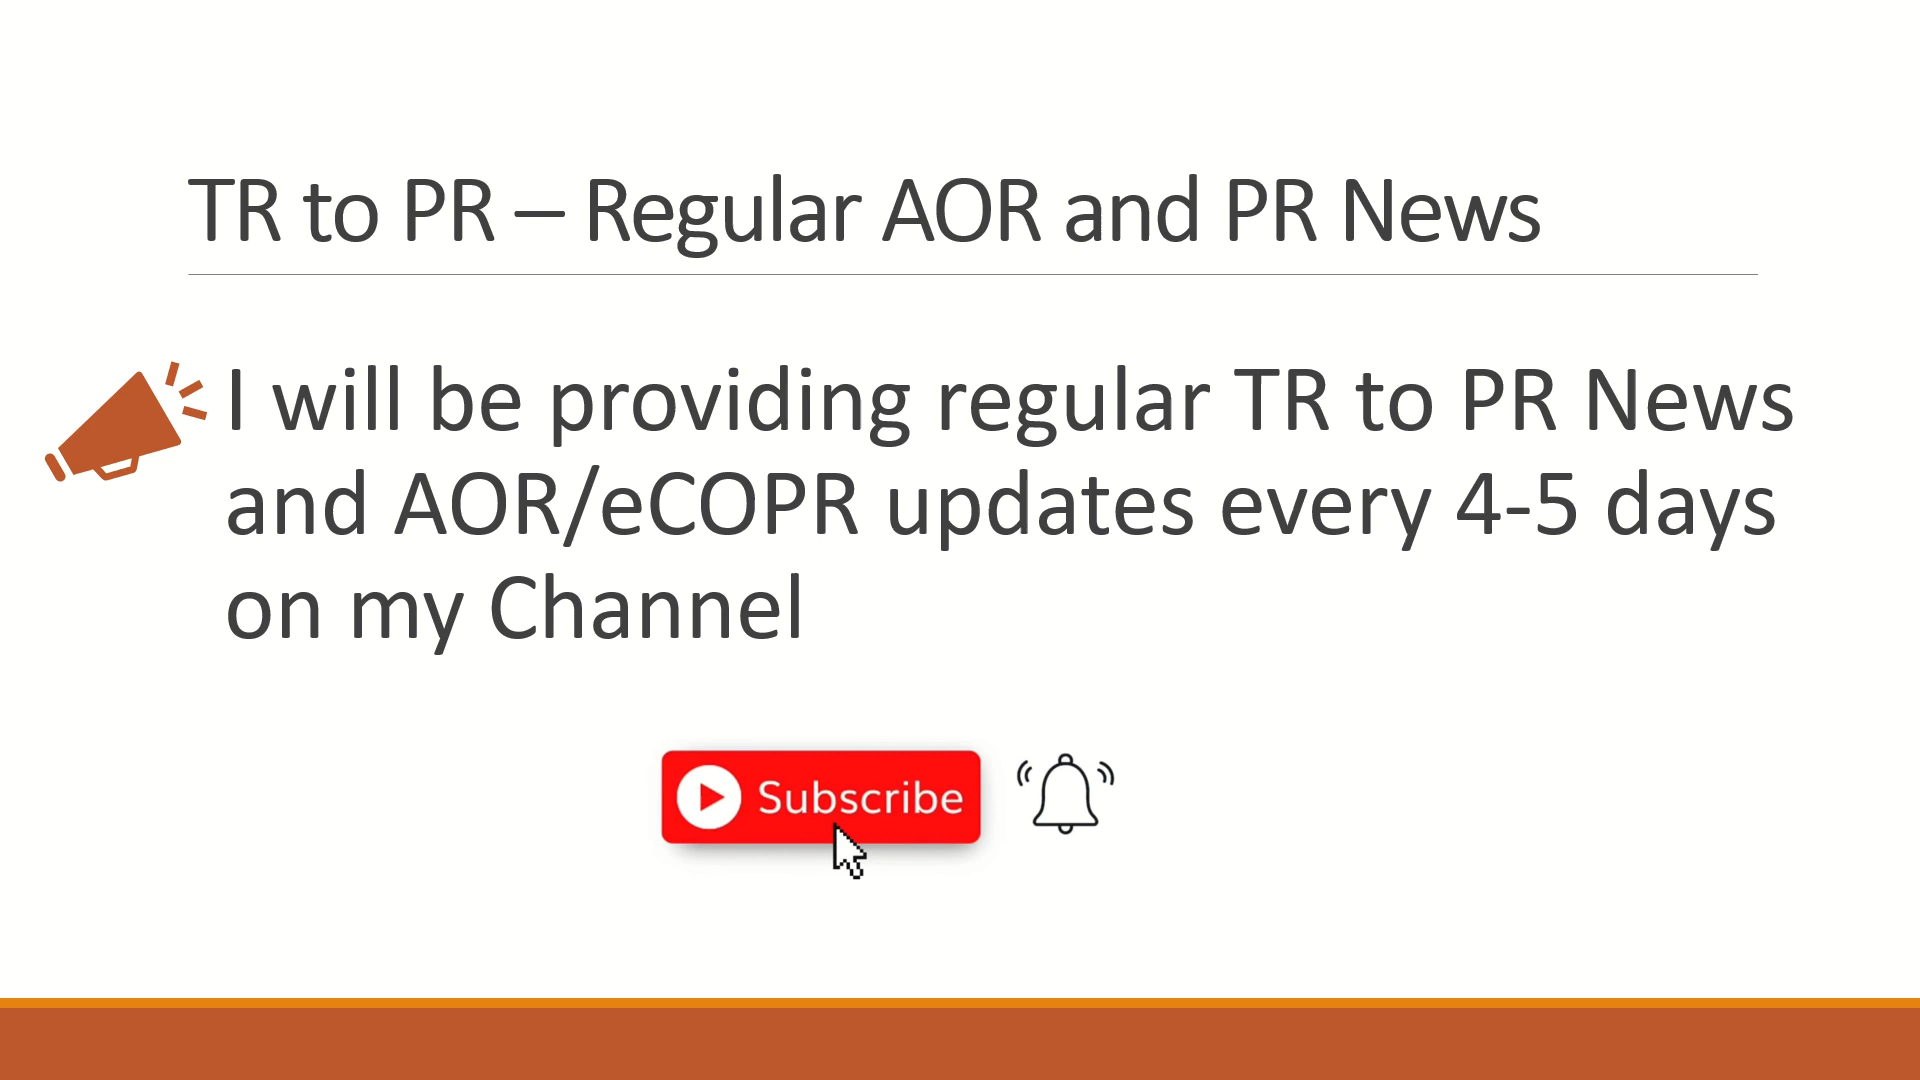 TR to PR – Regular AOR and PR News
I will be providing regular TR to PR News
and AOR/eCOPR updates every 4-5 days
on my Channel
Subscribe